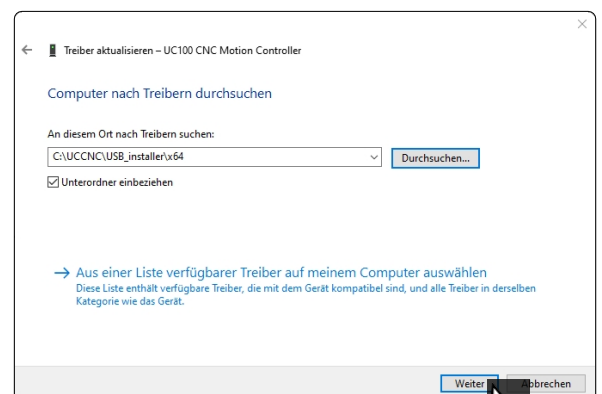 Treiber aktualisieren – UC100 CNC Motion Controller
Computer nach Treibern durchsuchen
An diesem Ort nach Treibern suchen:
C:\UCCNC\USB_installer\x64
Durchsuchen...
Unterordner einbeziehen
Aus einer Liste verfügbarer Treiber auf meinem Computer auswählen
Diese Liste enthält verfügbare Treiber, die mit dem Gerät kompatibel sind, und alle Treiber in derselben
Kategorie wie das Gerät.
Weiter
Abbrechen